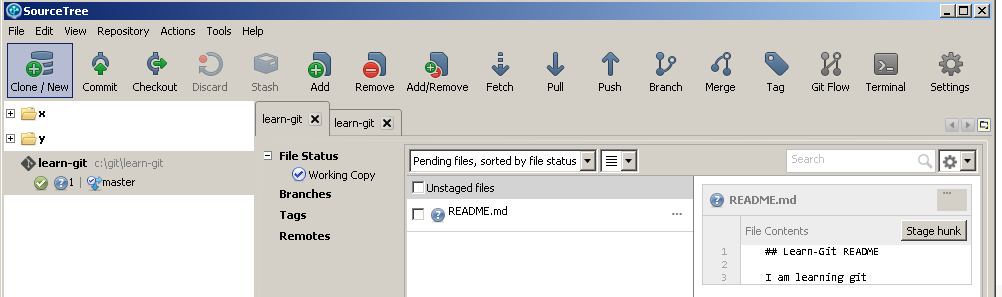 SourceTree
File Edit View Repository Actions Tools Help
Clone / New Commit Checkout Discard Stash Add Remove Add/Remove Fetch Pull Push Branch Merge Tag Git Flow Terminal Settings
x
y
learn-git c:\git\learn-git
1 master
learn-git learn-git
File Status
Working Copy
Branches
Tags
Remotes
Pending files, sorted by file status
Search
Unstaged files
README.md
README.md
File Contents Stage hunk
1 ## Learn-Git README
2
3 I am learning git